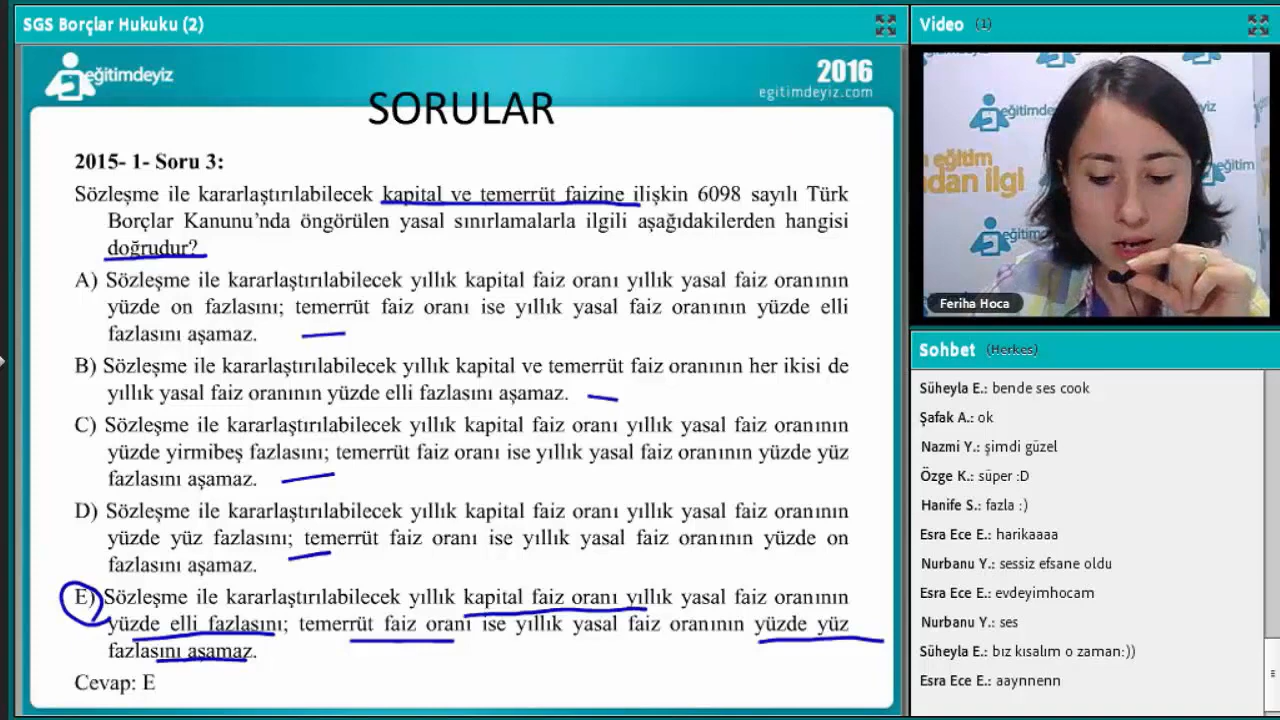 SGS Borçlar Hukuku (2)
eğitimdeyiz
2016
egitimdeyiz.com
SORULAR
2015- 1- Soru 3:
Sözleşme ile kararlaştırılabilecek kapital ve temerrüt faizine ilişkin 6098 sayılı Türk
Borçlar Kanunu'nda öngörülen yasal sınırlamalarla ilgili aşağıdakilerden hangisi
doğrudur?
A) Sözleşme ile kararlaştırılabilecek yıllık kapital faiz oranı yıllık yasal faiz oranının
yüzde on fazlasını; temerrüt faiz oranı ise yıllık yasal faiz oranının yüzde elli
fazlasını aşamaz.
B) Sözleşme ile kararlaştırılabilecek yıllık kapital ve temerrüt faiz oranının her ikisi de
yıllık yasal faiz oranının yüzde elli fazlasını aşamaz.
C) Sözleşme ile kararlaştırılabilecek yıllık kapital faiz oranı yıllık yasal faiz oranının
yüzde yirmibeş fazlasını; temerrüt faiz oranı ise yıllık yasal faiz oranının yüzde yüz
fazlasını aşamaz.
D) Sözleşme ile kararlaştırılabilecek yıllık kapital faiz oranı yıllık yasal faiz oranının
yüzde yüz fazlasını; temerrüt faiz oranı ise yıllık yasal faiz oranının yüzde on
fazlasını aşamaz.
E) Sözleşme ile kararlaştırılabilecek yıllık kapital faiz oranı yıllık yasal faiz oranının
yüzde elli fazlasını; temerrüt faiz oranı ise yıllık yasal faiz oranının yüzde yüz
fazlasını aşamaz.
Cevap: E
Video (1)
eğitim
ilgi
eğitim
Feriha Hoca
Sohbet (Herkes)
Süheyla E.: bende ses cook
Şafak A.: ok
Nazmi Y.: şimdi güzel
Özge K.: süper :D
Hanife S.: fazla :)
Esra Ece E.: harikaaaa
Nurbanu Y.: sessiz efsane oldu
Esra Ece E.: evdeyimhocam
Nurbanu Y.: ses
Süheyla E.: bız kısalım o zaman:))
Esra Ece E.: aaynnenn